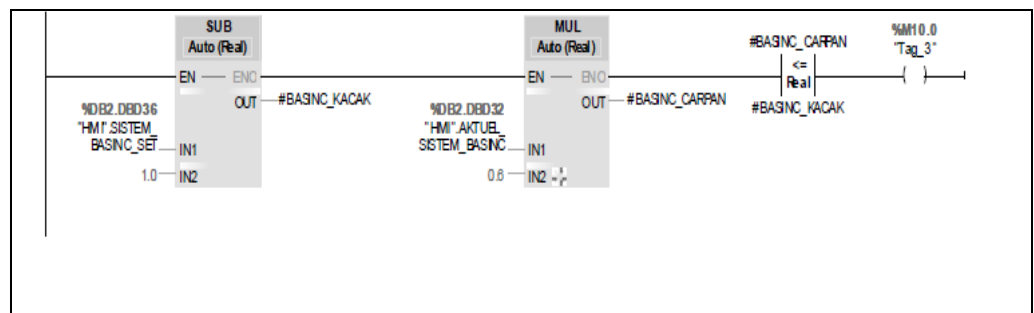 SUB
Auto (Real)
EN
ENO
OUT
#BASINC_KACAK
%DB2.DBD36
"HMI".SISTEM_
BASINC_SET
IN1
1.0
IN2
MUL
Auto (Real)
EN
ENO
OUT
#BASINC_CARPAN
%DB2.DBD32
"HMI".AKTUEL_
SISTEM_BASINC
IN1
0.6
IN2
#BASINC_CARPAN
<=
Real
#BASINC_KACAK
%M10.0
"Tag_3"